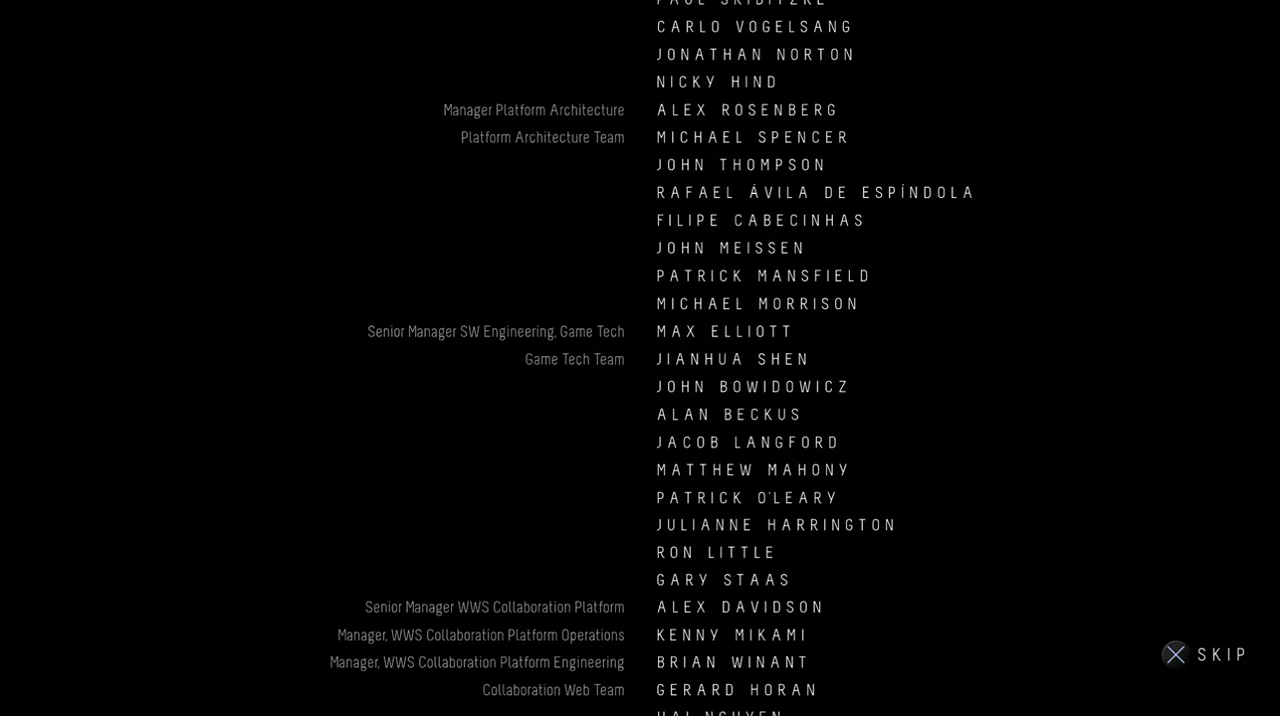 CARLO VOGELSANG
JONATHAN NORTON
NICKY HIND
Manager Platform Architecture ALEX ROSENBERG
Platform Architecture Team MICHAEL SPENCER
JOHN THOMPSON
RAFAEL ÁVILA DE ESPÍNDOLA
FILIPE CABECINHAS
JOHN MEISSEN
PATRICK MANSFIELD
MICHAEL MORRISON
Senior Manager SW Engineering, Game Tech MAX ELLIOTT
Game Tech Team JIANHUA SHEN
JOHN BOWIDOWICZ
ALAN BECKUS
JACOB LANGFORD
MATTHEW MAHONY
PATRICK O'LEARY
JULIANNE HARRINGTON
RON LITTLE
GARY STAAS
Senior Manager WWS Collaboration Platform ALEX DAVIDSON
Manager, WWS Collaboration Platform Operations KENNY MIKAMI
Manager, WWS Collaboration Platform Engineering BRIAN WINANT
SKIP
Collaboration Web Team GERARD HORAN